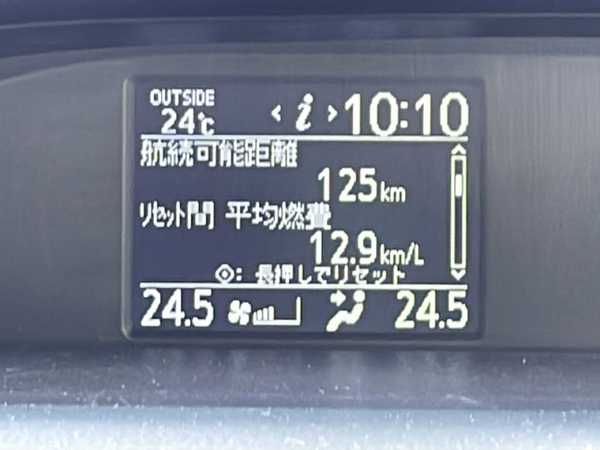 OUTSIDE
24℃
< i > 10:10
航続可能距離
125km
リセット間 平均燃費
12.9km/L
: 長押しでリセット
24.5 24.5